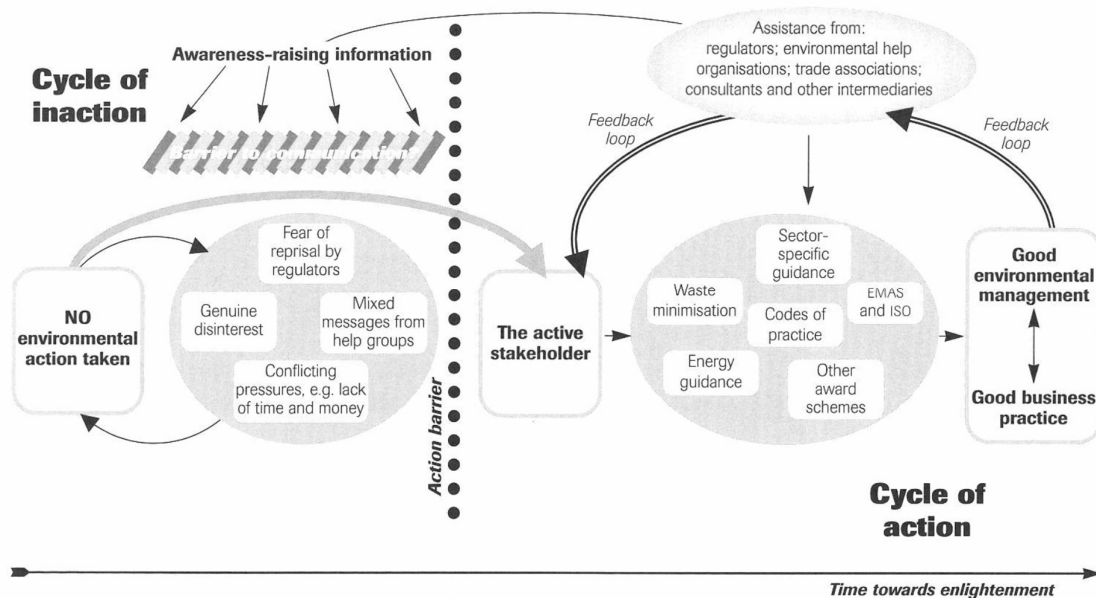 Cycle of
inaction
Awareness-raising information
Barrier to communication?
NO
environmental
action taken
Fear of
reprisal by
regulators
Genuine
disinterest
Mixed
messages from
help groups
Conflicting
pressures, e.g. lack
of time and money
Action barrier
Assistance from:
regulators; environmental help
organisations; trade associations;
consultants and other intermediaries
Feedback
loop
Feedback
loop
The active
stakeholder
Sector-
specific
guidance
Waste
minimisation
EMAS
and ISO
Codes of
practice
Energy
guidance
Other
award
schemes
Good
environmental
management
Good business
practice
Cycle of
action
Time towards enlightenment